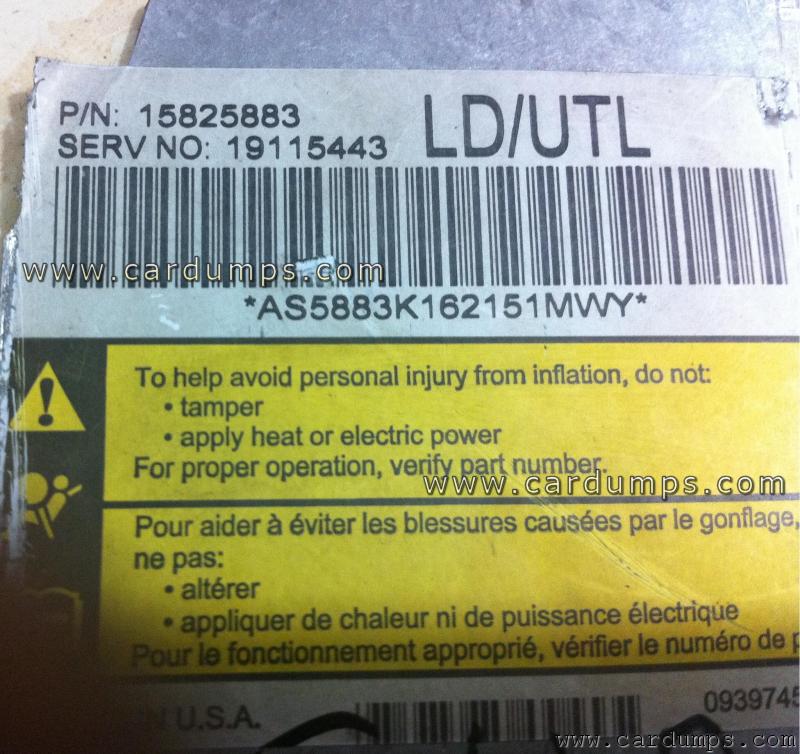 P/N: 15825883
LD/UTL
SERV NO: 19115443
www.cardumps.com
*AS5883K162151MWY*
To help avoid personal injury from inflation, do not:
• tamper
• apply heat or electric power
For proper operation, verify part number.
www.cardumps.com
Pour aider à éviter les blessures causées par le gonflage,
ne pas:
• altérer
• appliquer de chaleur ni de puissance électrique
Pour le fonctionnement approprié, vérifier le numéro de p
IN U.S.A.
0939745
www.cardumps.com